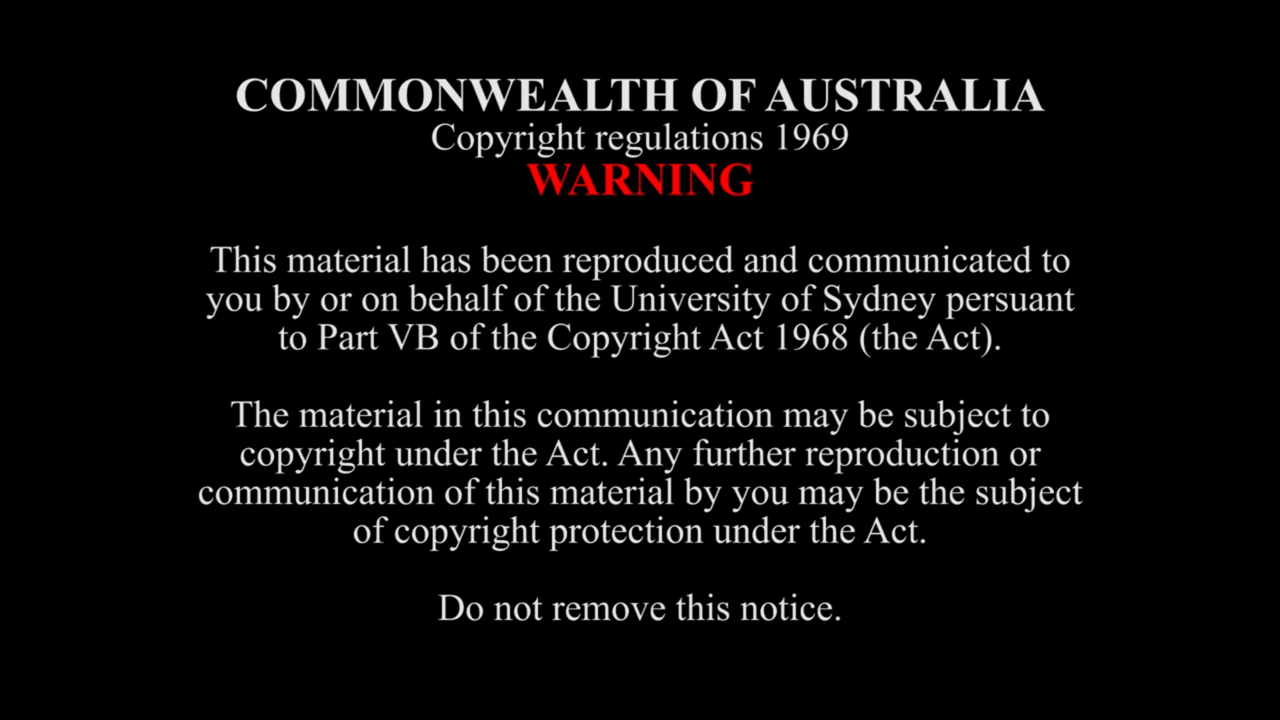 COMMONWEALTH OF AUSTRALIA
Copyright regulations 1969
WARNING
This material has been reproduced and communicated to
you by or on behalf of the University of Sydney persuant
to Part VB of the Copyright Act 1968 (the Act).
The material in this communication may be subject to
copyright under the Act. Any further reproduction or
communication of this material by you may be the subject
of copyright protection under the Act.
Do not remove this notice.